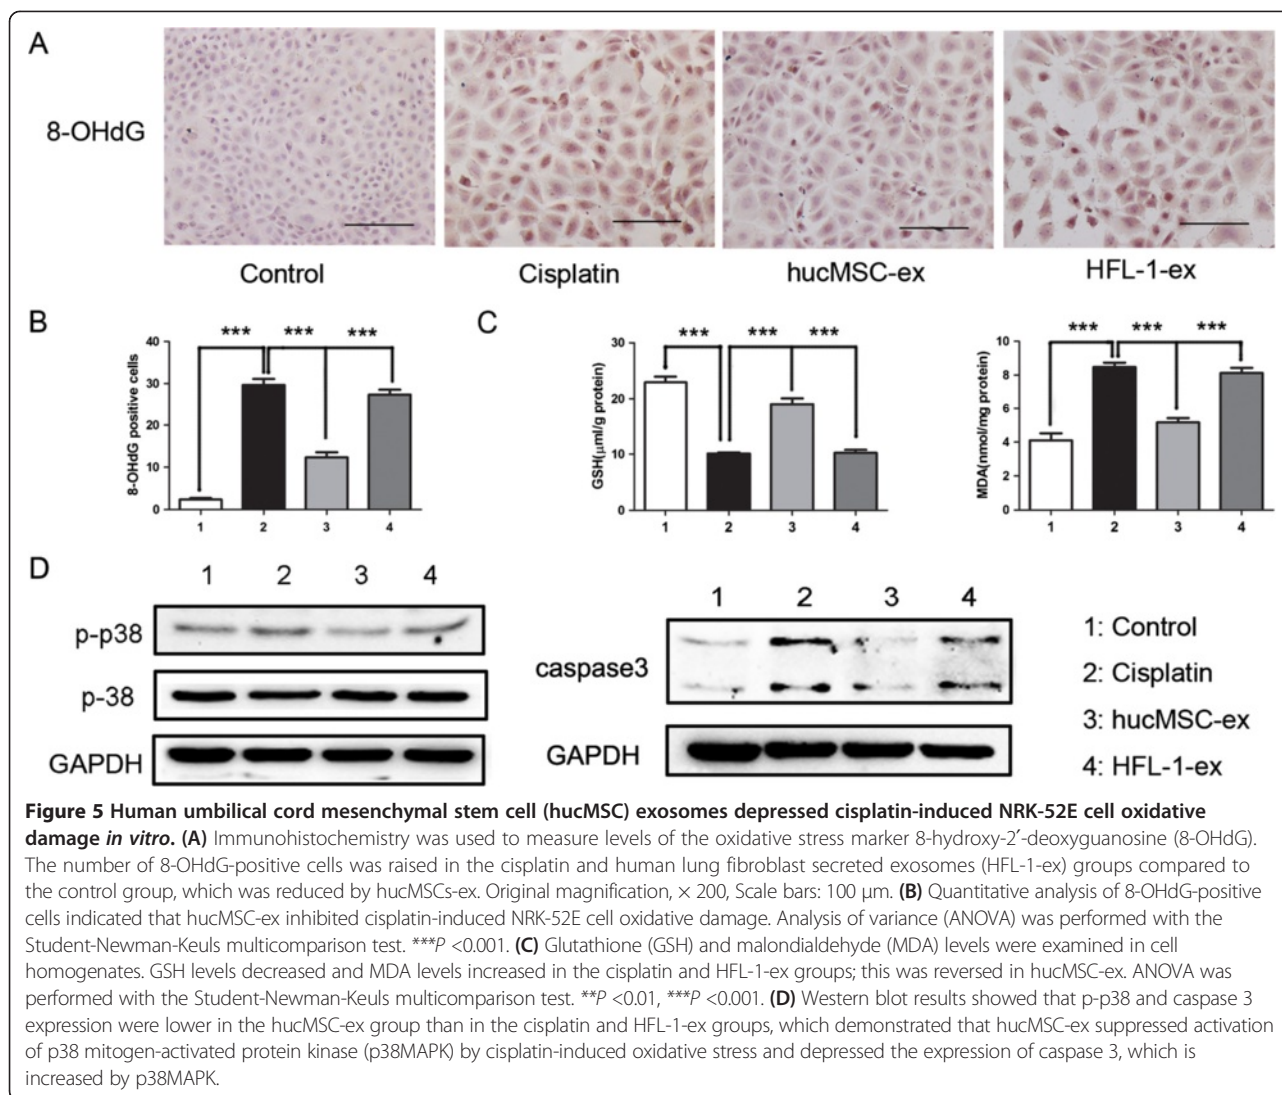 A
8-OHdG
Control
Cisplatin
hucMSC-ex
HFL-1-ex
B
8-OHdG positive cells
40
30
20
10
0
*** *** ***
1 2 3 4
C
GSH(μml/g protein)
30
20
10
0
*** *** ***
1 2 3 4
MDA(nmol/mg protein)
10
8
6
4
2
0
*** *** ***
1 2 3 4
D
1 2 3 4
p-p38
p-38
GAPDH
1 2 3 4
caspase3
GAPDH
1: Control
2: Cisplatin
3: hucMSC-ex
4: HFL-1-ex
Figure 5 Human umbilical cord mesenchymal stem cell (hucMSC) exosomes depressed cisplatin-induced NRK-52E cell oxidative
damage in vitro. (A) Immunohistochemistry was used to measure levels of the oxidative stress marker 8-hydroxy-2′-deoxyguanosine (8-OHdG).
The number of 8-OHdG-positive cells was raised in the cisplatin and human lung fibroblast secreted exosomes (HFL-1-ex) groups compared to
the control group, which was reduced by hucMSCs-ex. Original magnification, × 200, Scale bars: 100 μm. (B) Quantitative analysis of 8-OHdG-positive
cells indicated that hucMSC-ex inhibited cisplatin-induced NRK-52E cell oxidative damage. Analysis of variance (ANOVA) was performed with the
Student-Newman-Keuls multicomparison test. ***P <0.001. (C) Glutathione (GSH) and malondialdehyde (MDA) levels were examined in cell
homogenates. GSH levels decreased and MDA levels increased in the cisplatin and HFL-1-ex groups; this was reversed in hucMSC-ex. ANOVA was
performed with the Student-Newman-Keuls multicomparison test. **P <0.01, ***P <0.001. (D) Western blot results showed that p-p38 and caspase 3
expression were lower in the hucMSC-ex group than in the cisplatin and HFL-1-ex groups, which demonstrated that hucMSC-ex suppressed activation
of p38 mitogen-activated protein kinase (p38MAPK) by cisplatin-induced oxidative stress and depressed the expression of caspase 3, which is
increased by p38MAPK.